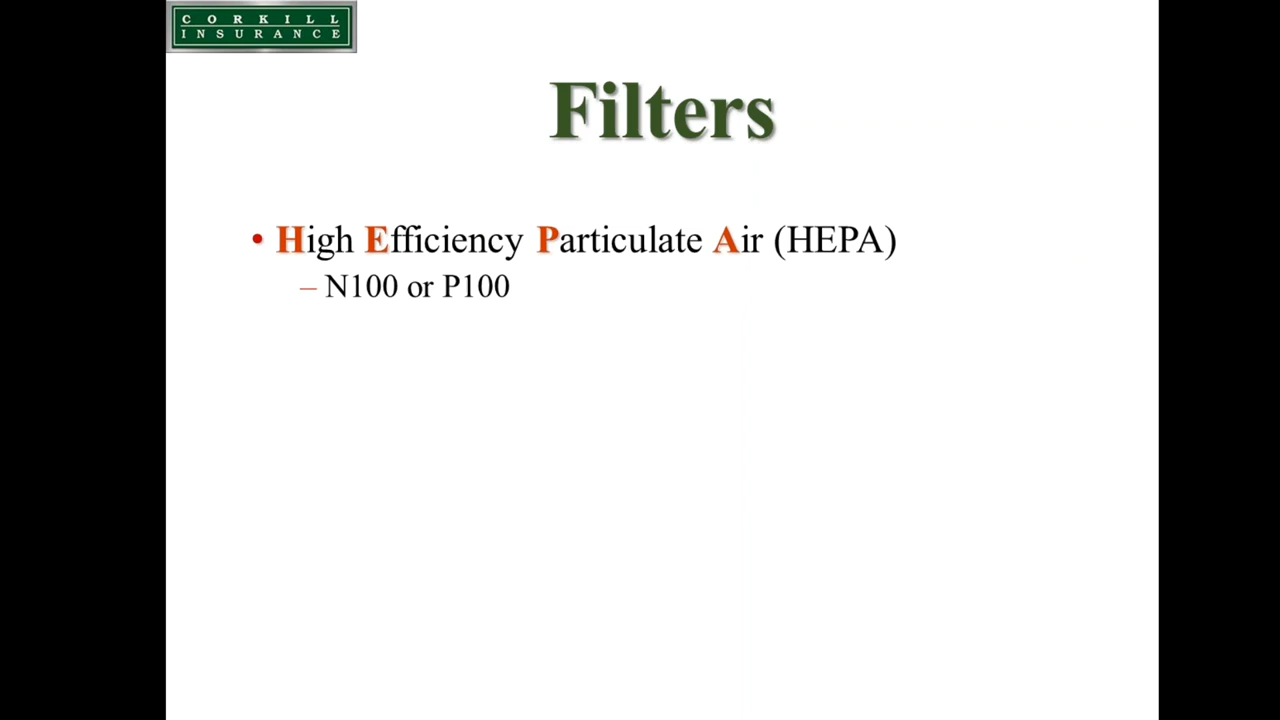 CORKILL
INSURANCE
Filters
• High Efficiency Particulate Air (HEPA)
– N100 or P100